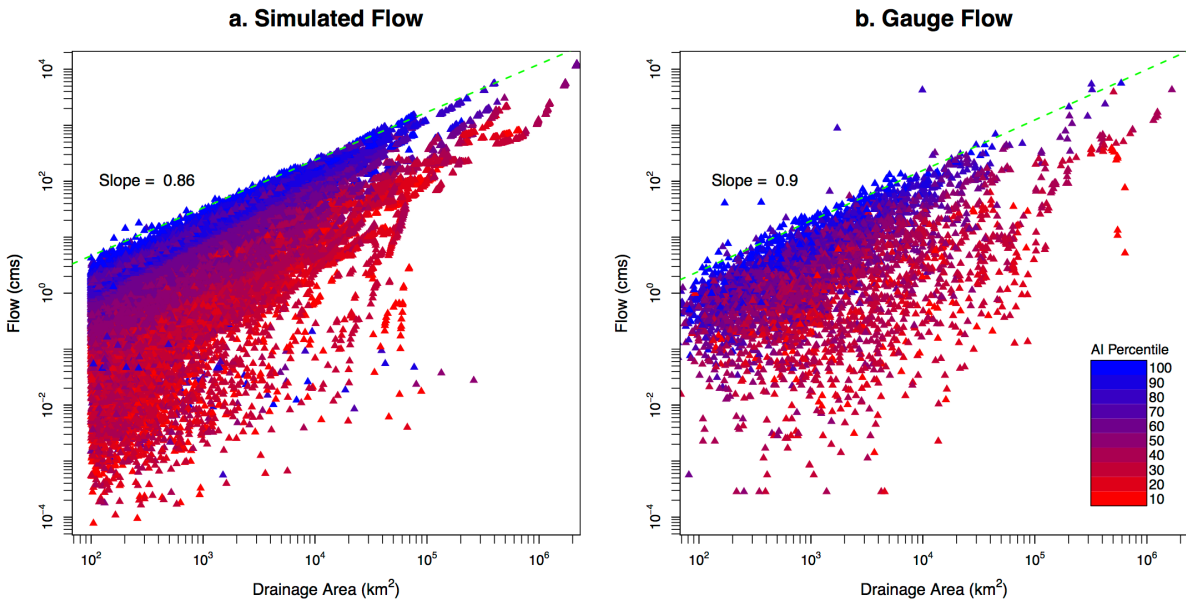 a. Simulated Flow
10^4
10^2
10^0
10^-2
10^-4
Flow (cms)
Slope = 0.86
10^2 10^3 10^4 10^5 10^6
Drainage Area (km^2)
b. Gauge Flow
10^4
10^2
10^0
10^-2
10^-4
Flow (cms)
Slope = 0.9
AI Percentile
100
90
80
70
60
50
40
30
20
10
10^2 10^3 10^4 10^5 10^6
Drainage Area (km^2)